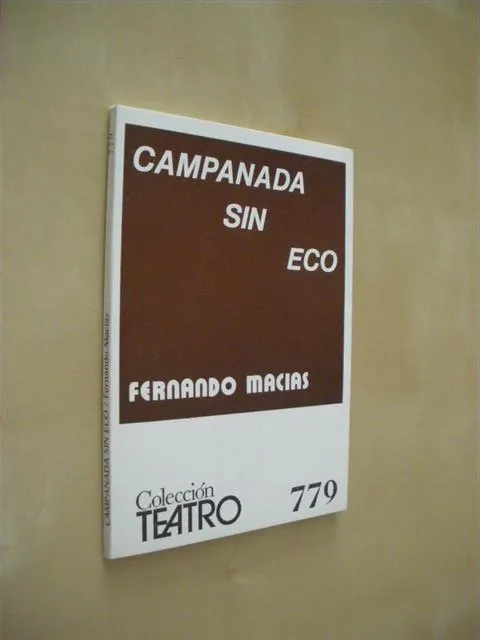 CAMPANADA
SIN
ECO
FERNANDO MACIAS
Colección
TEATRO
779
779
CAMPANADA SIN ECO / Fernando Macías